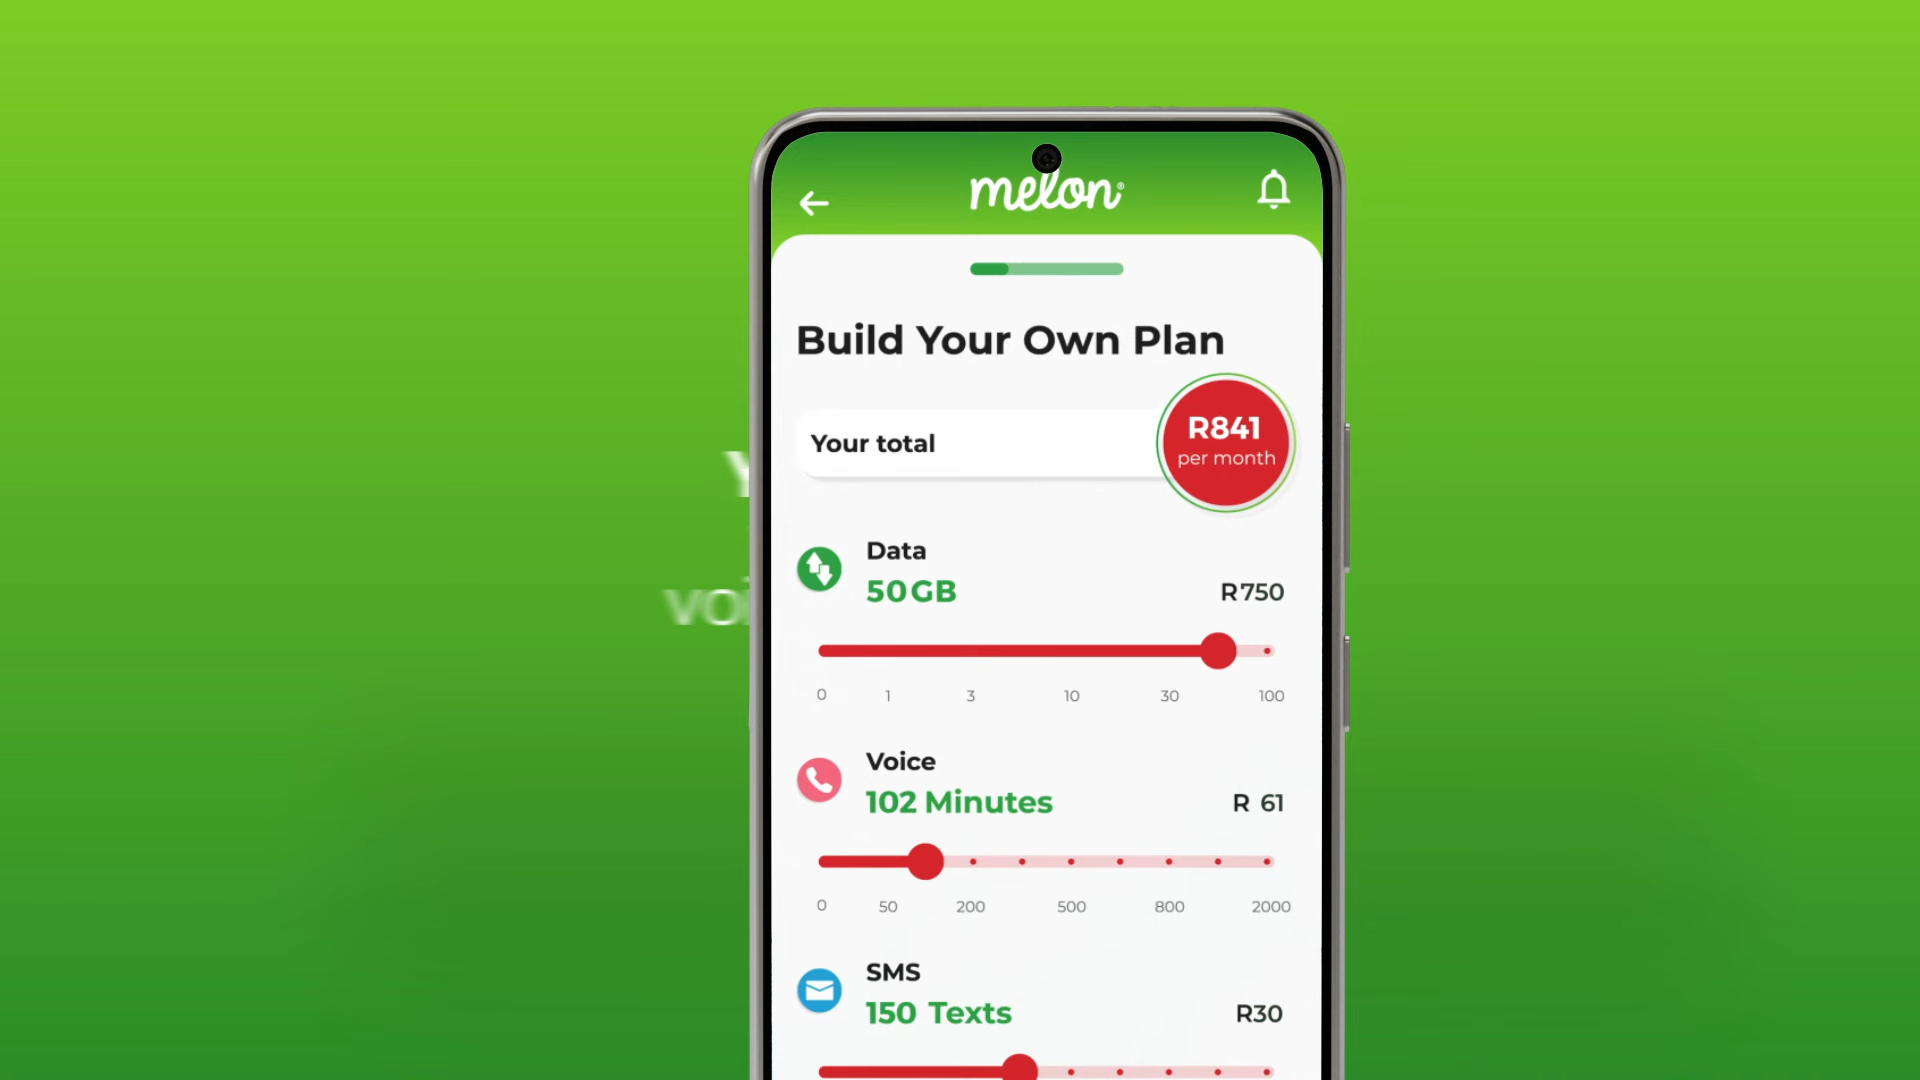 melon®
Build Your Own Plan
Your total
R841
per month
Data
50GB
R750
0 1 3 10 30 100
Voice
102 Minutes
R 61
0 50 200 500 800 2000
SMS
150 Texts
R30